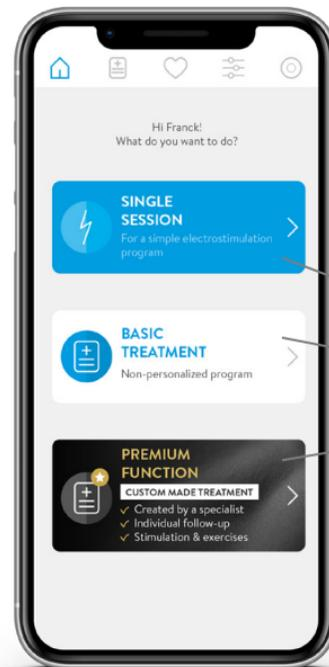 Hi Franck!
What do you want to do?
SINGLE
SESSION
For a simple electrostimulation
program
BASIC
TREATMENT
Non-personalized program
PREMIUM
FUNCTION
CUSTOM MADE TREATMENT
✓ Created by a specialist
✓ Individual follow-up
✓ Stimulation & exercises